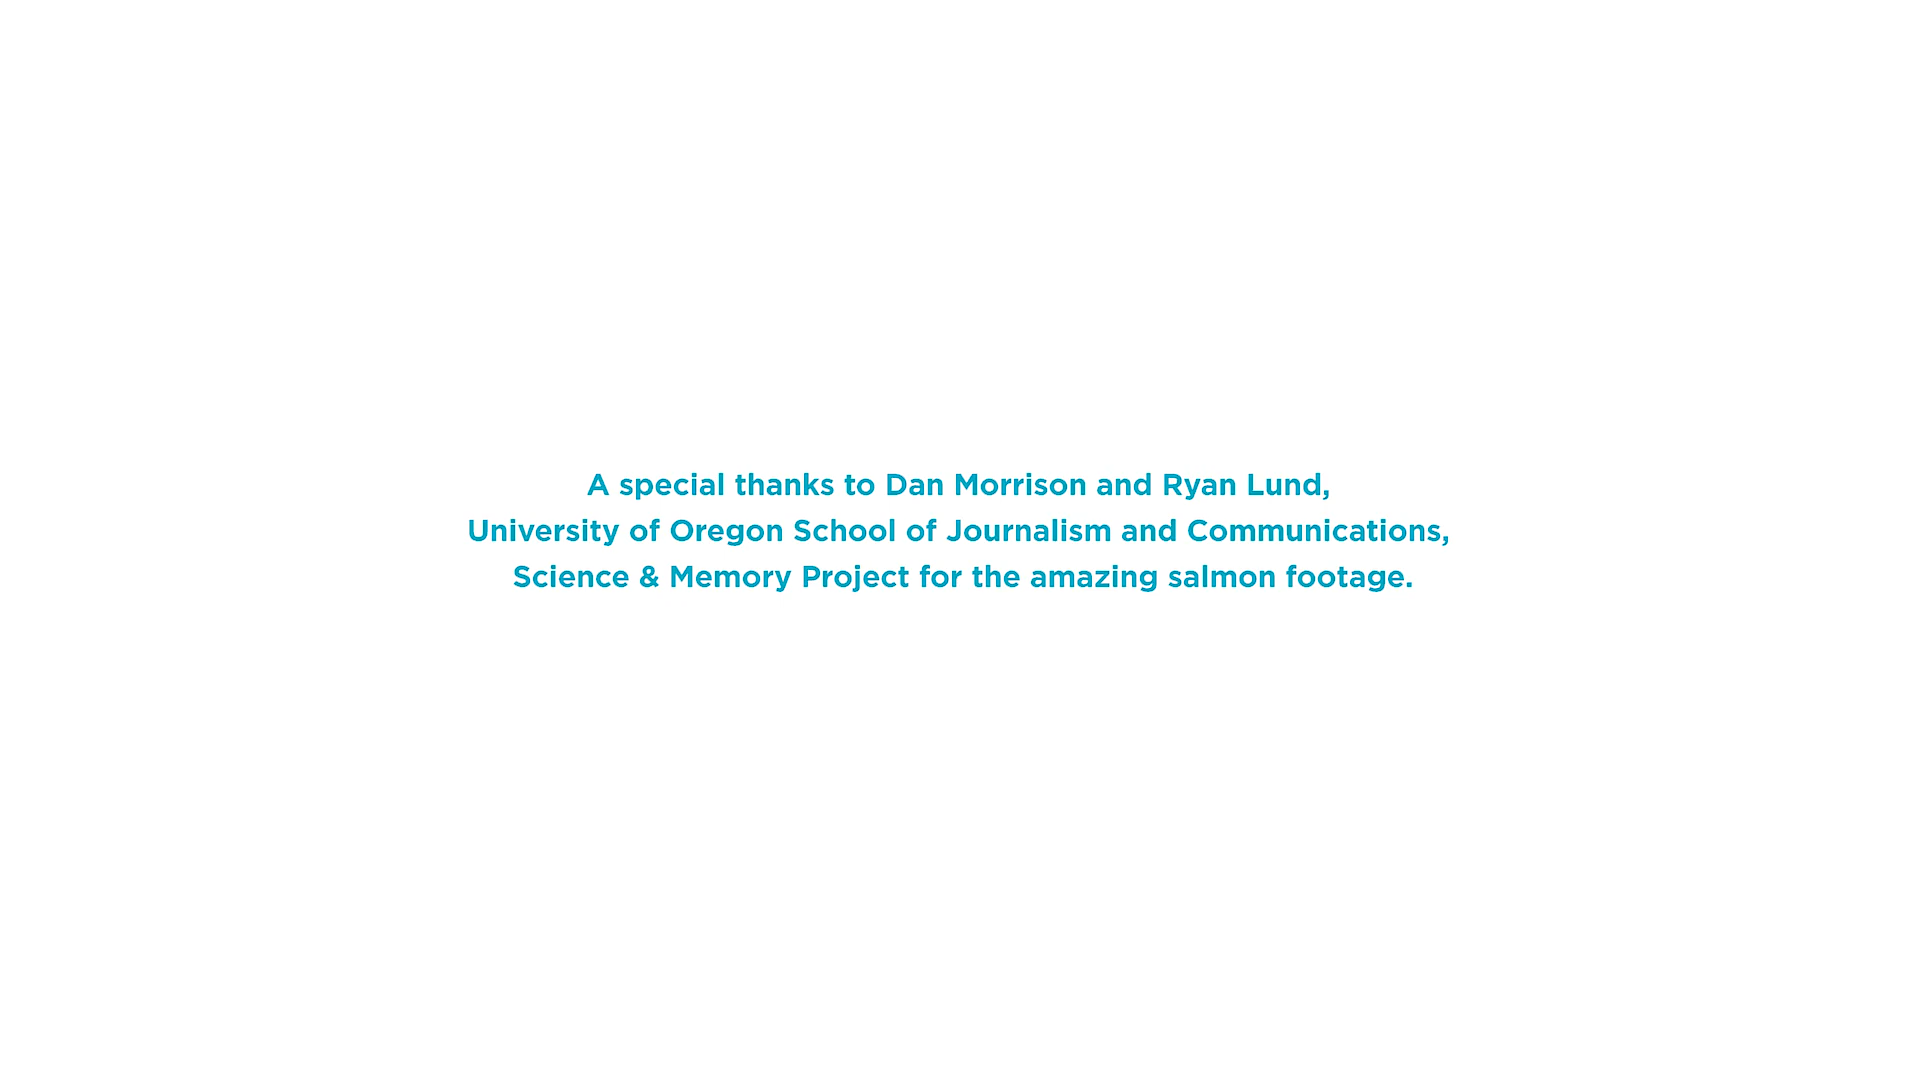 A special thanks to Dan Morrison and Ryan Lund,
University of Oregon School of Journalism and Communications,
Science & Memory Project for the amazing salmon footage.